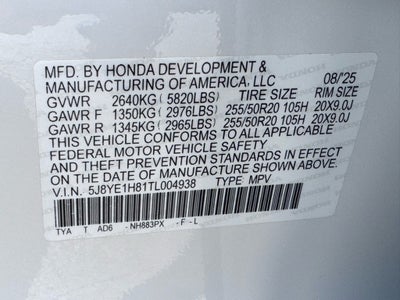 MFD. BY HONDA DEVELOPMENT &
MANUFACTURING OF AMERICA, LLC 08/'25
GVWR 2640KG (5820LBS) TIRE SIZE RIM SIZE
GAWR F 1350KG (2976LBS) 255/50R20 105H 20X9.0J
GAWR R 1345KG (2965LBS) 255/50R20 105H 20X9.0J
THIS VEHICLE CONFORMS TO ALL APPLICABLE
FEDERAL MOTOR VEHICLE SAFETY
AND THEFT PREVENTION STANDARDS IN EFFECT
ON THE DATE OF MANUFACTURE SHOWN ABOVE.
V.I.N. 5J8YE1H81TL004938 TYPE: MPV
TYA T AD6 - NH883PX - F - L